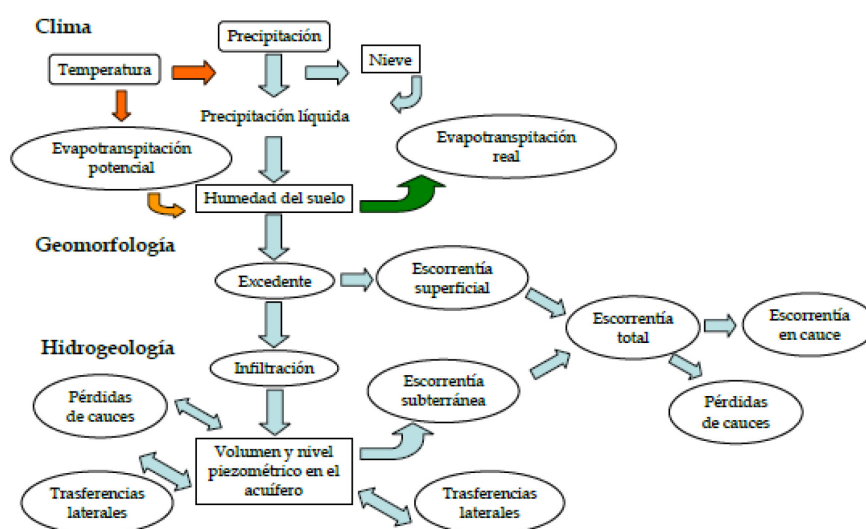 Clima
Precipitación
Temperatura
Nieve
Precipitación líquida
Evapotranspitación
potencial
Evapotranspitación
real
Humedad del suelo
Geomorfología
Excedente
Escorrentía
superficial
Escorrentía
total
Escorrentía
en cauce
Hidrogeología
Infiltración
Escorrentía
subterránea
Pérdidas
de cauces
Pérdidas
de cauces
Volumen y nivel
piezométrico en el
acuífero
Trasferencias
laterales
Trasferencias
laterales